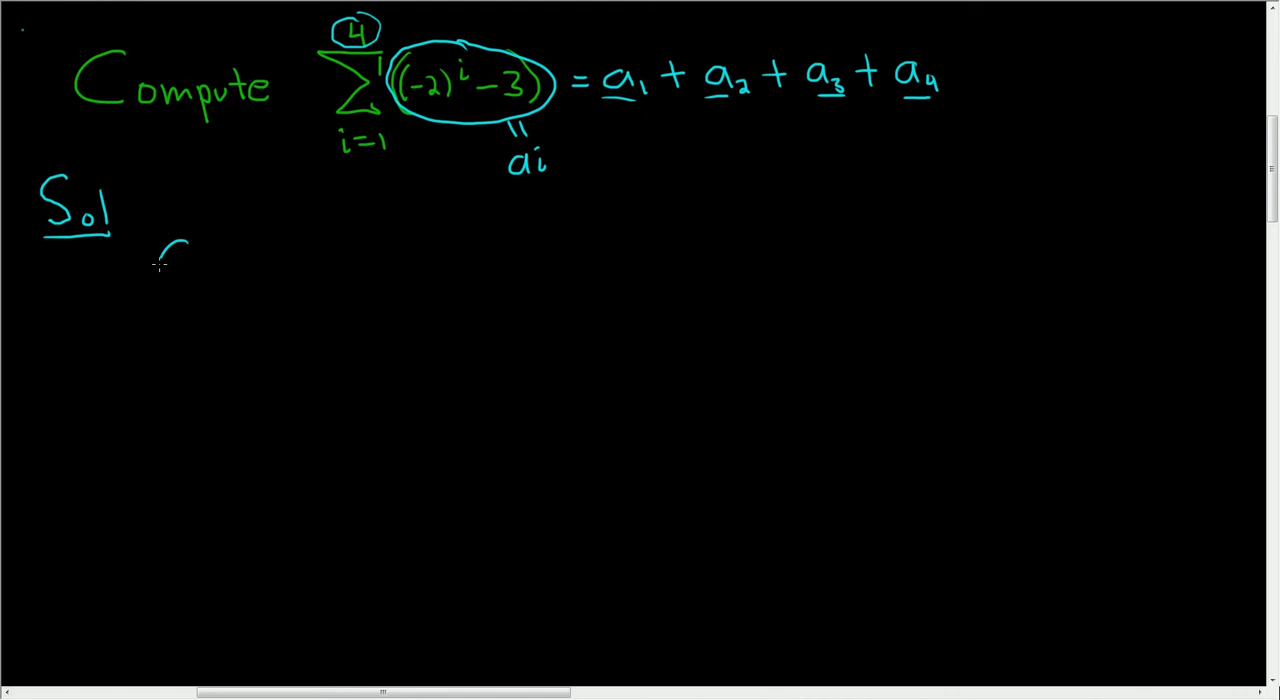 Compute ∑_{i=1}^{4} ((-2)^i - 3) = a₁ + a₂ + a₃ + a₄
ai
Sol